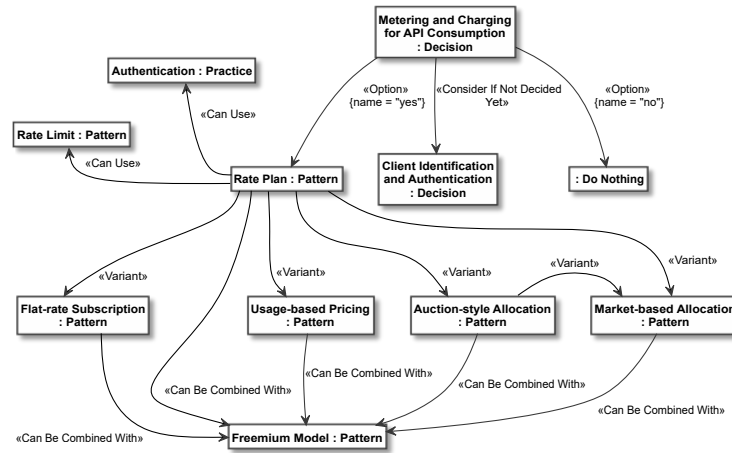 Metering and Charging
for API Consumption
: Decision
Authentication : Practice
«Option»
{name = "yes"}
«Consider If Not Decided
Yet»
«Option»
{name = "no"}
«Can Use»
Rate Limit : Pattern
«Can Use»
Rate Plan : Pattern
Client Identification
and Authentication
: Decision
: Do Nothing
«Variant»
«Variant»
«Variant»
«Variant»
«Variant»
Flat-rate Subscription
: Pattern
Usage-based Pricing
: Pattern
Auction-style Allocation
: Pattern
Market-based Allocation
: Pattern
«Can Be Combined With»
«Can Be Combined With»
«Can Be Combined With»
«Can Be Combined With»
«Can Be Combined With»
Freemium Model : Pattern